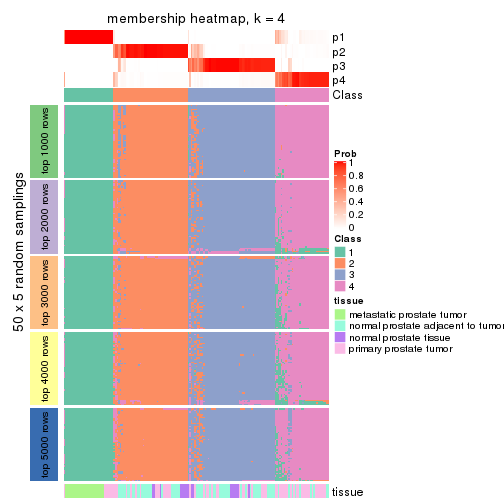 membership heatmap, k = 4
p1
p2
p3
p4
Class
50 x 5 random samplings
top 1000 rows
top 2000 rows
top 3000 rows
top 4000 rows
top 5000 rows
Prob
1
0.8
0.6
0.4
0.2
0
Class
1
2
3
4
tissue
metastatic prostate tumor
normal prostate adjacent to tumor
normal prostate tissue
primary prostate tumor
tissue